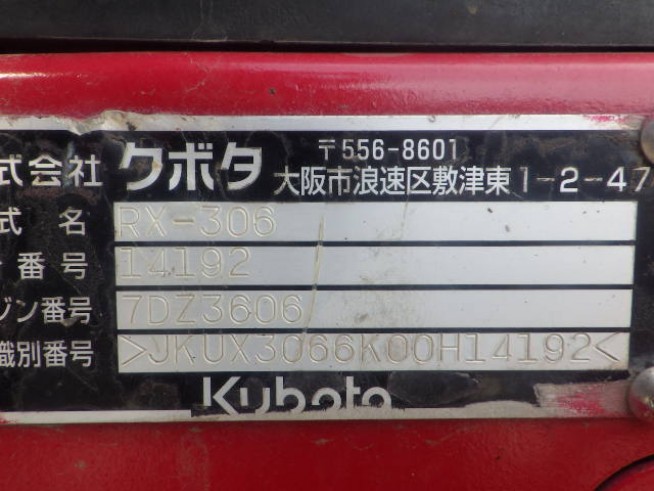 式会社 クボタ 〒556-8601
大阪市浪速区敷津東1-2-47
式 名 RX-306
番 号 14192
ジン番号 7DZ3606
識別番号 >JKUX3066K00H14192<
Kubota